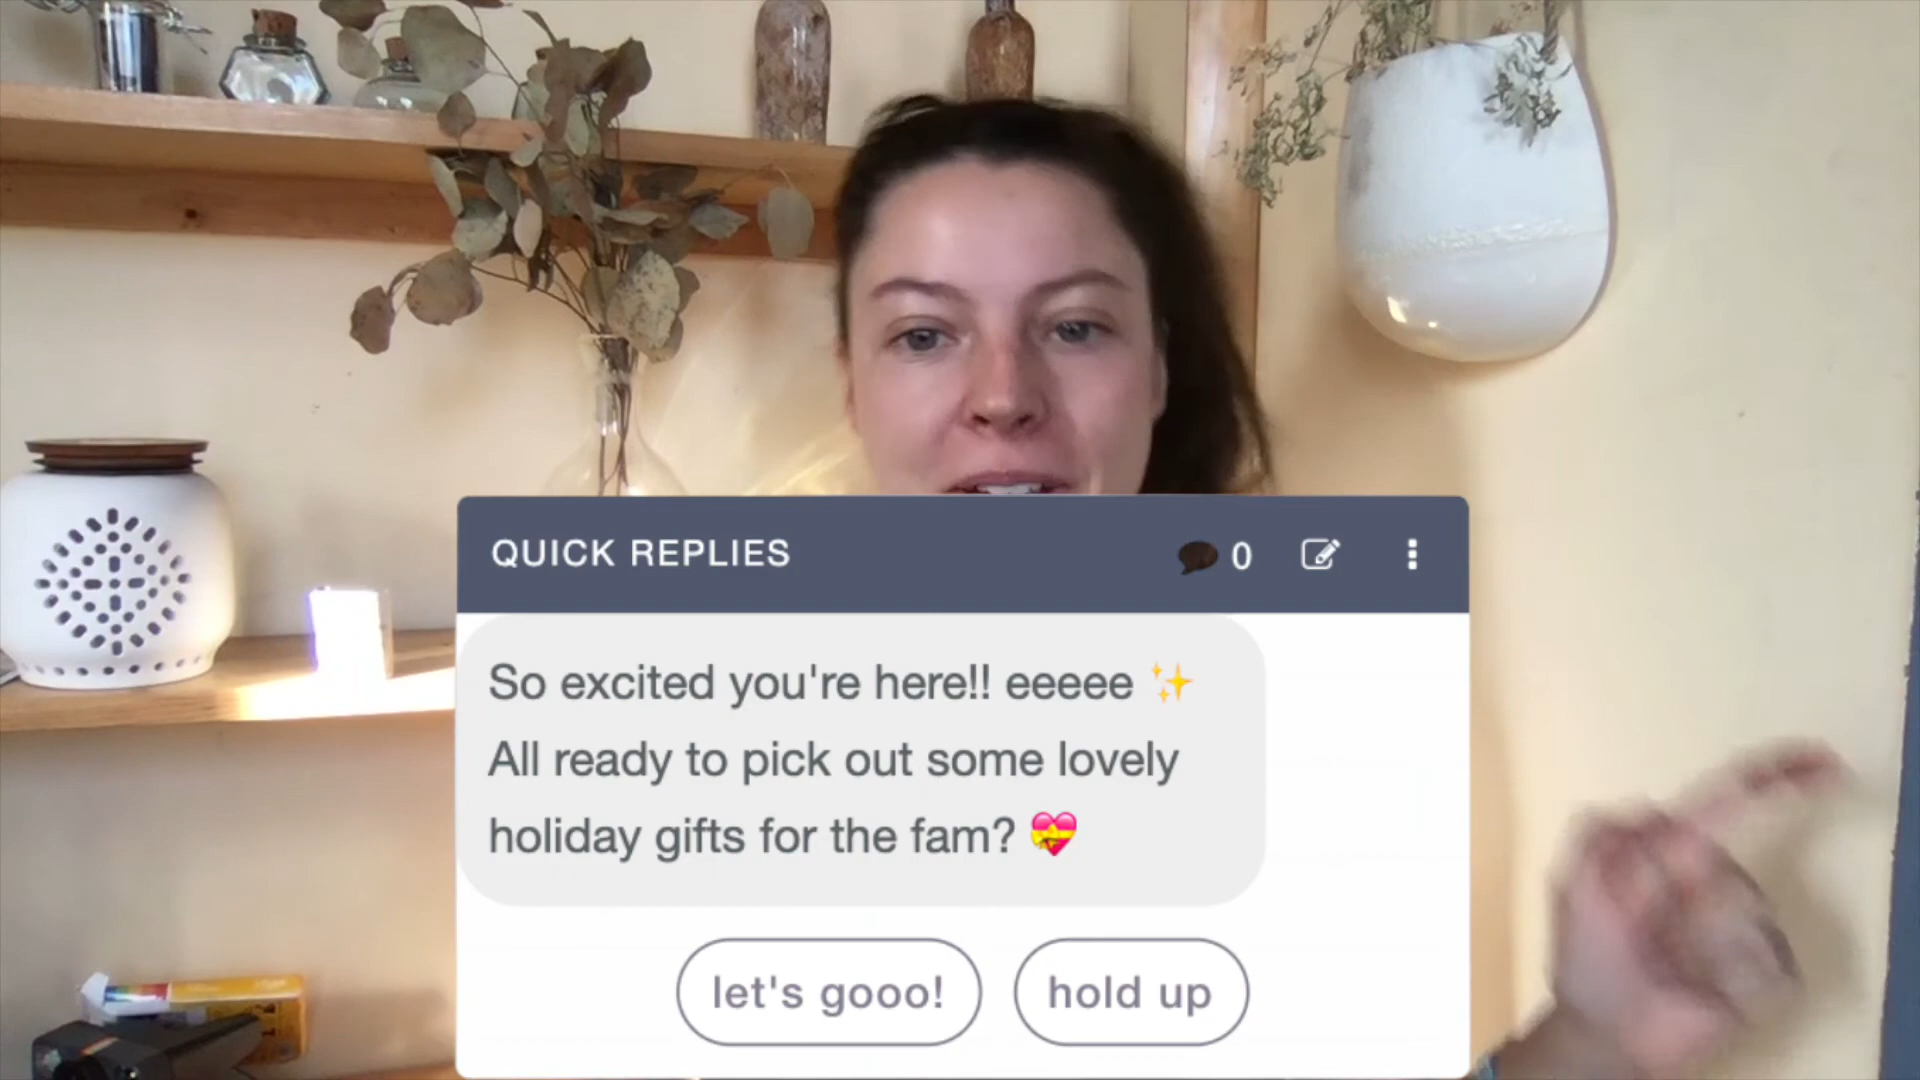 QUICK REPLIES 0
So excited you're here!! eeeee ✨
All ready to pick out some lovely
holiday gifts for the fam? 💝
let's gooo! hold up